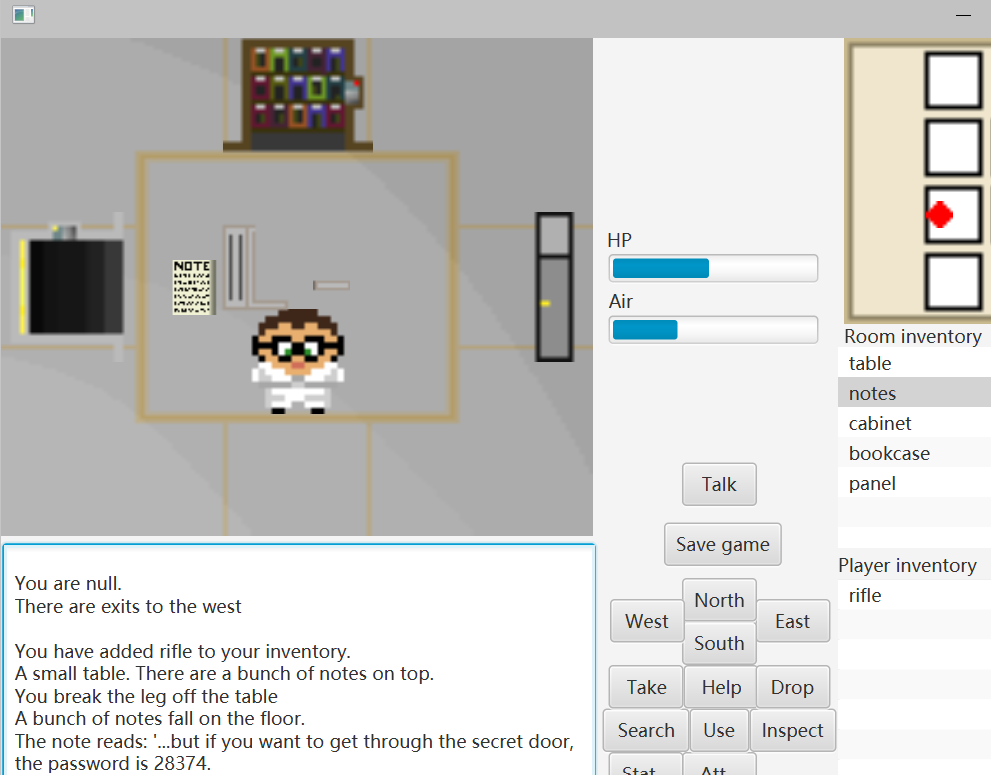 NOTE
HP
Air
Talk
Save game
North
West
East
South
Take
Help
Drop
Search
Use
Inspect
Room inventory
table
notes
cabinet
bookcase
panel
Player inventory
rifle
You are null.
There are exits to the west
You have added rifle to your inventory.
A small table. There are a bunch of notes on top.
You break the leg off the table
A bunch of notes fall on the floor.
The note reads: '...but if you want to get through the secret door,
the password is 28374.